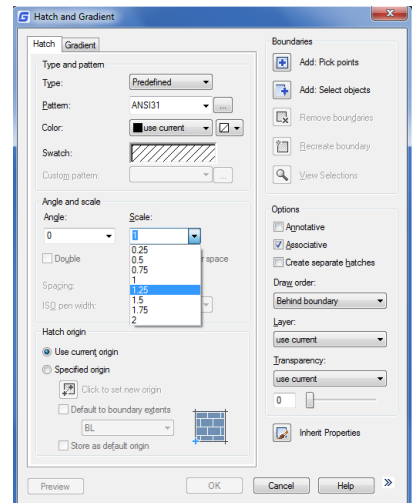 Hatch and Gradient
Hatch
Gradient
Type and pattern
Type:
Predefined
Pattern:
ANSI31
...
Color:
use current
Swatch:
Custom pattern:
...
Angle and scale
Angle:
Scale:
0
1
0.25
0.5
0.75
1
1.25
1.5
1.75
2
Double
r space
Spacing:
ISO pen width:
Hatch origin
Use current origin
Specified origin
Click to set new origin
Default to boundary extents
BL
Store as default origin
Boundaries
Add: Pick points
Add: Select objects
Remove boundaries
Recreate boundary
View Selections
Options
Annotative
Associative
Create separate hatches
Draw order:
Behind boundary
Layer:
use current
Transparency:
use current
0
Inherit Properties
Preview
OK
Cancel
Help